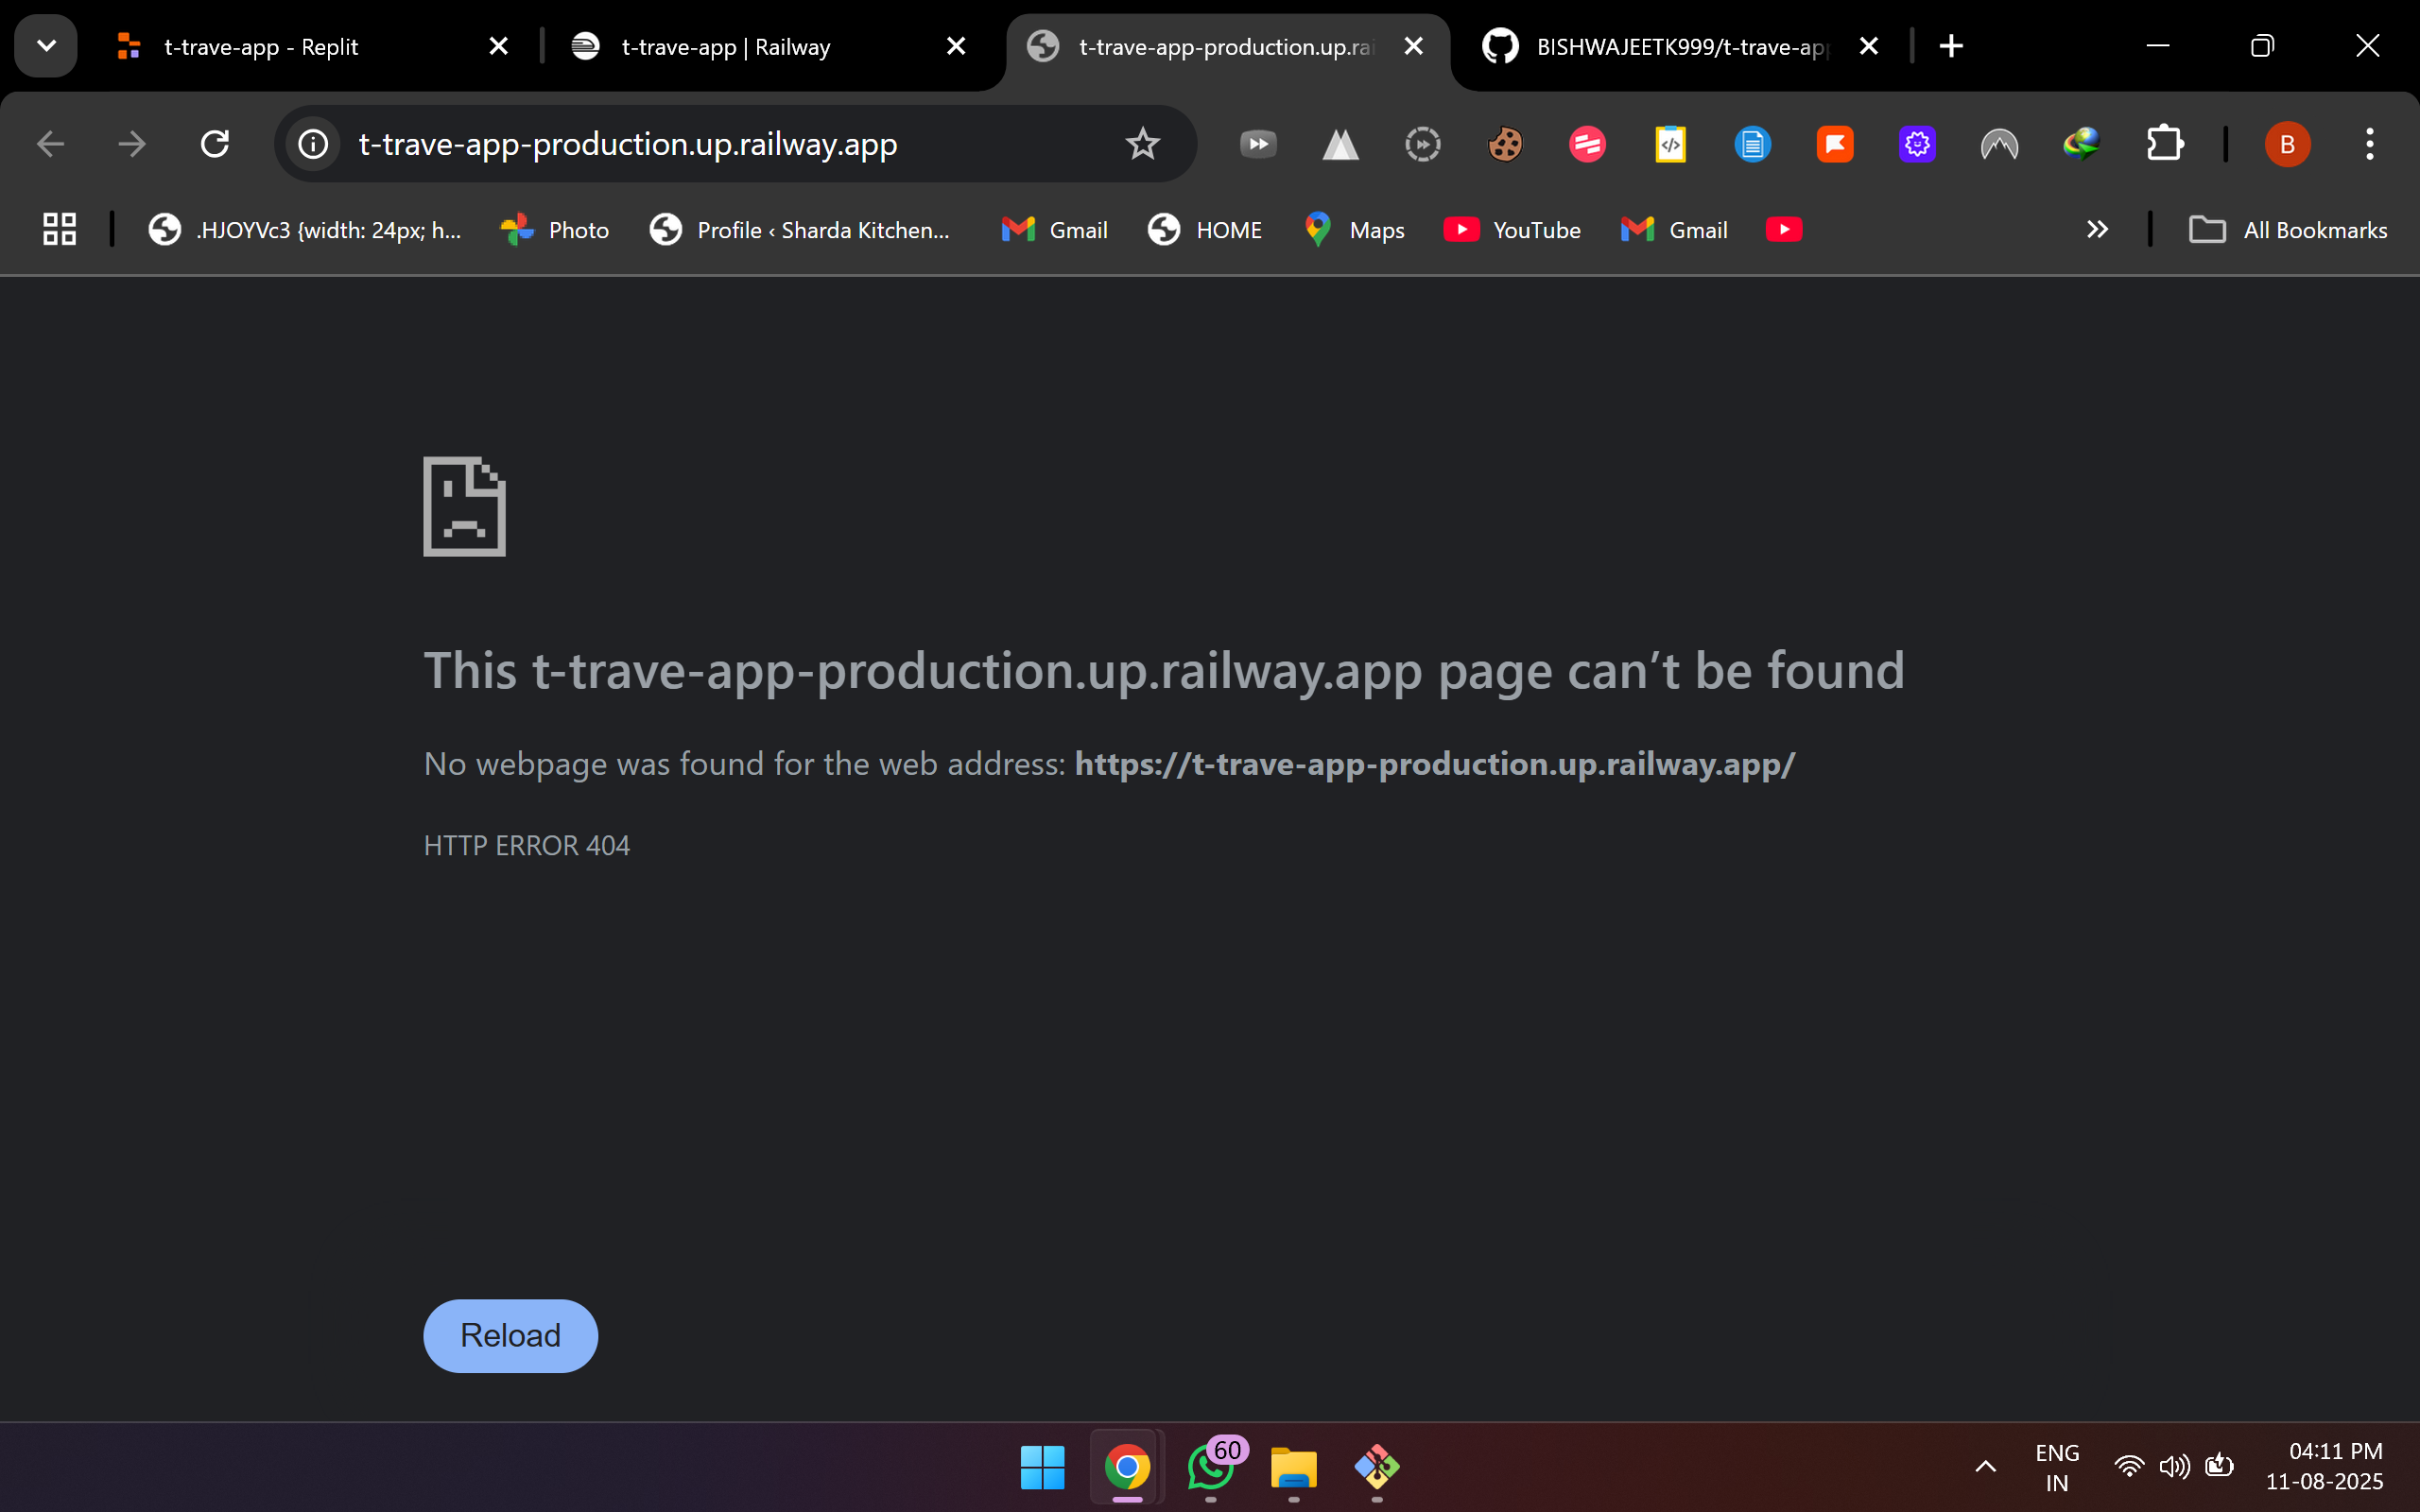 t-trave-app - Replit
t-trave-app | Railway
t-trave-app-production.up.rai
BISHWAJEETK999/t-trave-ap
t-trave-app-production.up.railway.app
B
.HJOYVc3 {width: 24px; h...
Photo
Profile ‹ Sharda Kitchen...
Gmail
HOME
Maps
YouTube
Gmail
All Bookmarks
This t-trave-app-production.up.railway.app page can’t be found
No webpage was found for the web address: https://t-trave-app-production.up.railway.app/
HTTP ERROR 404
Reload
60
ENG
IN
04:11 PM
11-08-2025